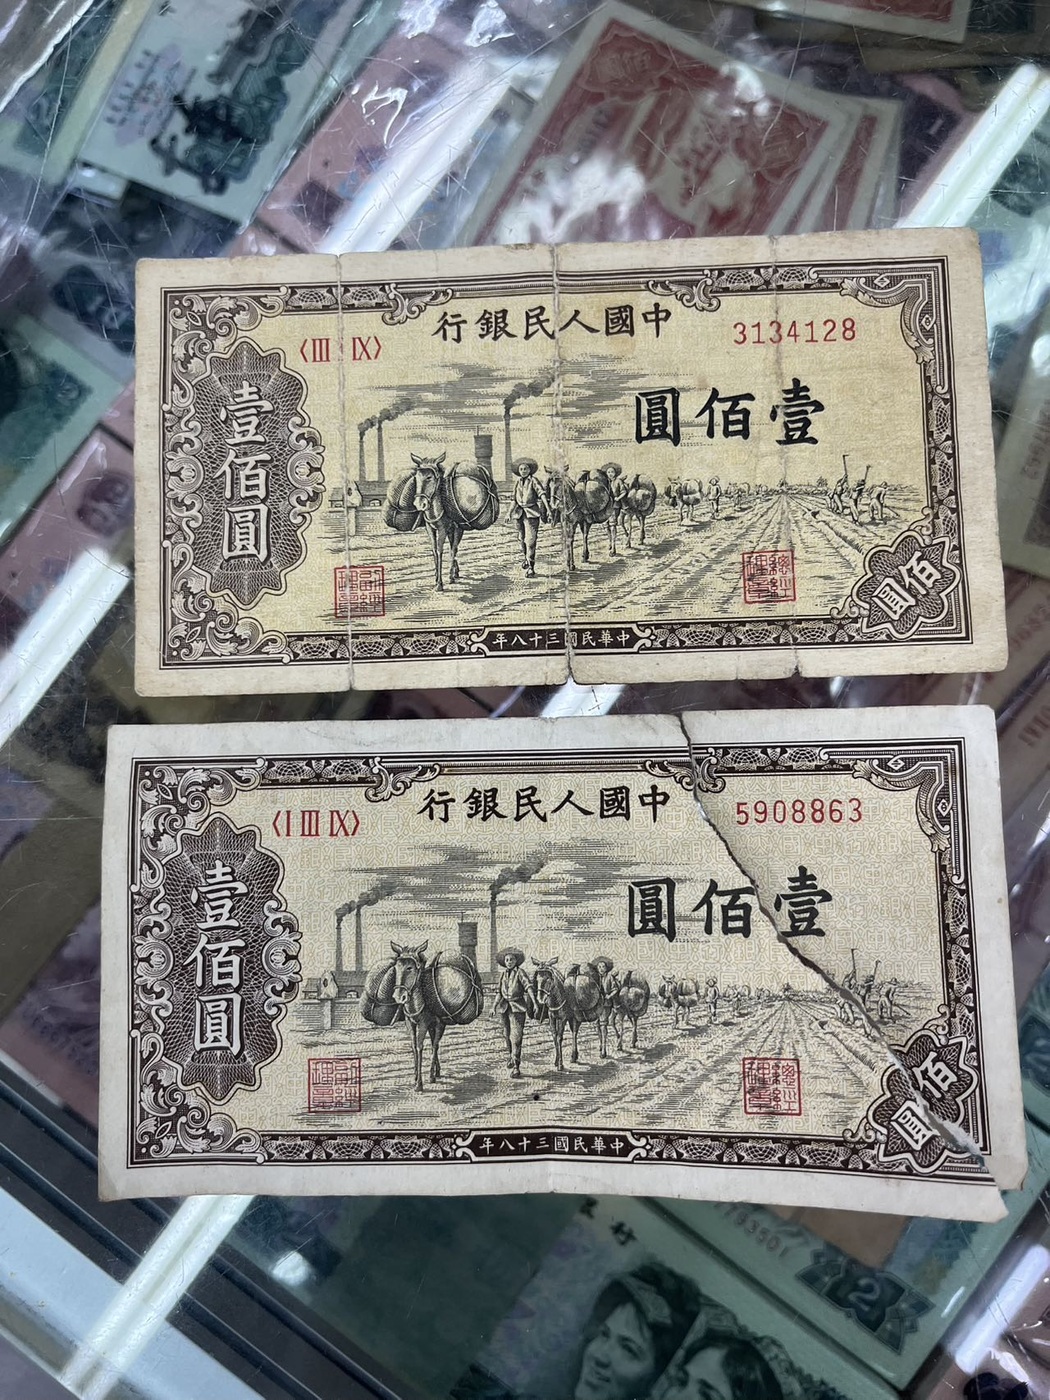 中國人民銀行
〈III IX〉
3134128
壹佰圓
壹佰圓
佰圓
中華民國三十八年
中國人民銀行
〈I III IX〉
5908863
壹佰圓
壹佰圓
佰圓
中華民國三十八年